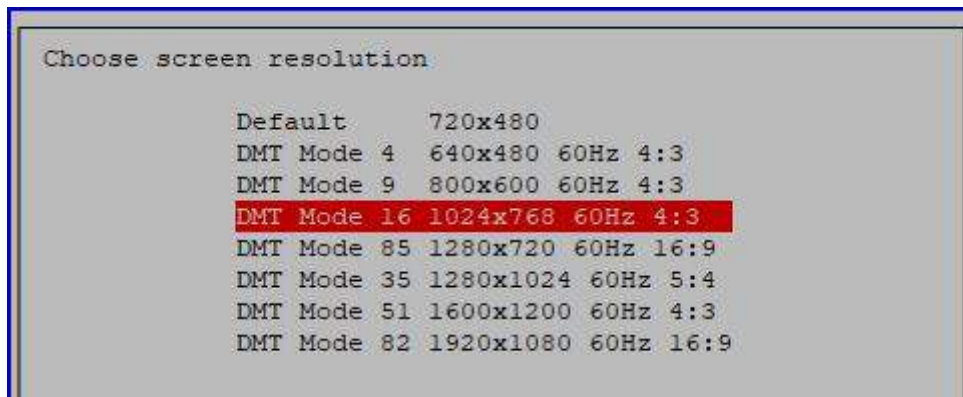 Choose screen resolution
Default 720x480
DMT Mode 4 640x480 60Hz 4:3
DMT Mode 9 800x600 60Hz 4:3
DMT Mode 16 1024x768 60Hz 4:3
DMT Mode 85 1280x720 60Hz 16:9
DMT Mode 35 1280x1024 60Hz 5:4
DMT Mode 51 1600x1200 60Hz 4:3
DMT Mode 82 1920x1080 60Hz 16:9